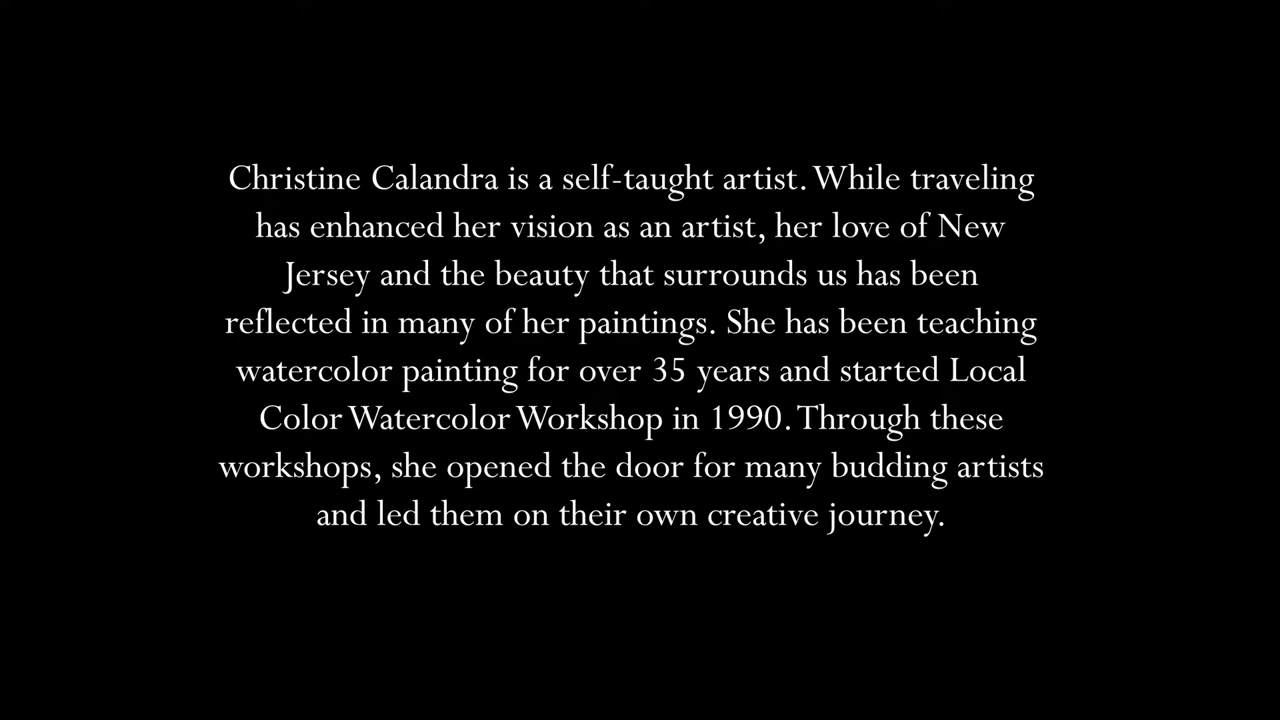 Christine Calandra is a self-taught artist. While traveling
has enhanced her vision as an artist, her love of New
Jersey and the beauty that surrounds us has been
reflected in many of her paintings. She has been teaching
watercolor painting for over 35 years and started Local
Color Watercolor Workshop in 1990. Through these
workshops, she opened the door for many budding artists
and led them on their own creative journey.